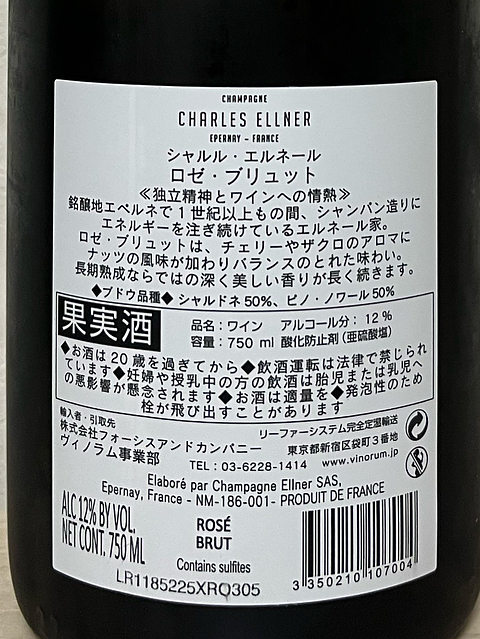 CHAMPAGNE
CHARLES ELLNER
EPERNAY - FRANCE
シャルル・エルネール
ロゼ・ブリュット
≪独立精神とワインへの情熱≫
銘醸地エペルネで1世紀以上もの間、シャンパン造りに
エネルギーを注ぎ続けているエルネール家。
ロゼ・ブリュットは、チェリーやザクロのアロマに
ナッツの風味が加わりバランスのとれた味わい。
長期熟成ならではの深く美しい香りが長く続きます。
◆ブドウ品種◆ シャルドネ50%、ピノ・ノワール50%
果実酒
品名：ワイン アルコール分：12%
容量：750 ml 酸化防止剤（亜硫酸塩）
◆お酒は20歳を過ぎてから◆飲酒運転は法律で禁じられ
ています◆妊婦や授乳中の方の飲酒は胎児または乳児へ
の悪影響が懸念されます◆お酒は適量を◆発泡性のため
栓が飛び出すことがあります
輸入者・引取先
リーファーシステム完全定温輸送
株式会社フォーシスアンドカンパニー
東京都新宿区袋町3番地
ヴィノラム事業部
TEL：03-6228-1414 www.vinorum.jp
Elaboré par Champagne Ellner SAS,
Epernay, France - NM-186-001- PRODUIT DE FRANCE
ALC 12% BY VOL.
NET CONT. 750 ML
ROSÉ
BRUT
Contains sulfites
LR1185225XRO305
3 350210 107004